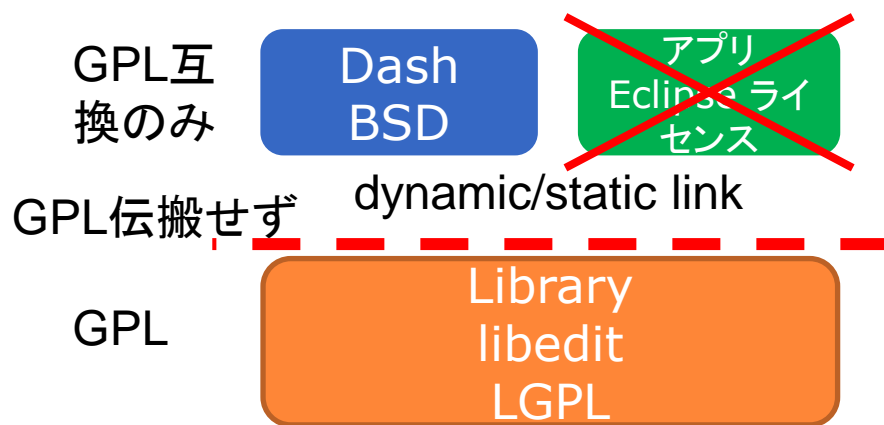 GPL互
換のみ
Dash
BSD
アプリ
Eclipse ライ
センス
GPL伝搬せず
dynamic/static link
GPL
Library
libedit
LGPL